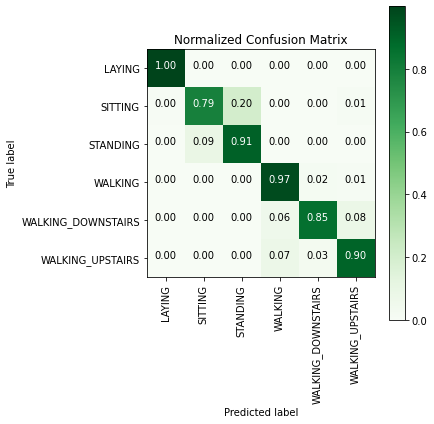 Normalized Confusion Matrix
True label
LAYING 1.00 0.00 0.00 0.00 0.00 0.00
SITTING 0.00 0.79 0.20 0.00 0.00 0.01
STANDING 0.00 0.09 0.91 0.00 0.00 0.00
WALKING 0.00 0.00 0.00 0.97 0.02 0.01
WALKING_DOWNSTAIRS 0.00 0.00 0.00 0.06 0.85 0.08
WALKING_UPSTAIRS 0.00 0.00 0.00 0.07 0.03 0.90
LAYING
SITTING
STANDING
WALKING
WALKING_DOWNSTAIRS
WALKING_UPSTAIRS
Predicted label
0.8
0.6
0.4
0.2
0.0